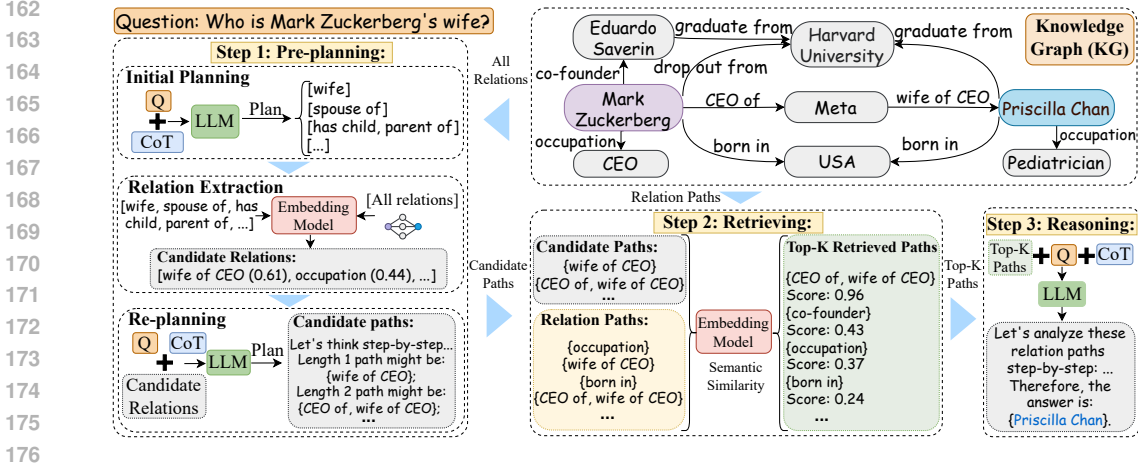 162
163
164
165
166
167
168
169
170
171
172
173
174
175
176
Question: Who is Mark Zuckerberg's wife?
Step 1: Pre-planning:
Initial Planning
Q
+
CoT
LLM
Plan
[wife]
[spouse of]
[has child, parent of]
[...]
Relation Extraction
[wife, spouse of, has
child, parent of, ...]
Embedding
Model
[All relations]
Candidate Relations:
[wife of CEO (0.61), occupation (0.44), ...]
Re-planning
Q
+
CoT
Candidate
Relations
LLM
Plan
Candidate paths:
Let's think step-by-step...
Length 1 path might be:
{wife of CEO};
Length 2 path might be:
{CEO of, wife of CEO};
All
Relations
Knowledge
Graph (KG)
Eduardo
Saverin
graduate from
Harvard
University
graduate from
co-founder
drop out from
Mark
Zuckerberg
CEO of
Meta
wife of CEO
Priscilla Chan
occupation
CEO
born in
USA
born in
occupation
Pediatrician
Relation Paths
Candidate
Paths
Step 2: Retrieving:
Candidate Paths:
{wife of CEO}
{CEO of, wife of CEO}
...
Relation Paths:
{occupation}
{wife of CEO}
{born in}
{CEO of, wife of CEO}
...
Embedding
Model
Semantic
Similarity
Top-K Retrieved Paths
{CEO of, wife of CEO}
Score: 0.96
{co-founder}
Score: 0.43
{occupation}
Score: 0.37
{born in}
Score: 0.24
...
Top-K
Paths
Step 3: Reasoning:
Top-K
Paths
+
Q
+
CoT
LLM
Let's analyze these
relation paths
step-by-step: ...
Therefore, the
answer is:
{Priscilla Chan}.